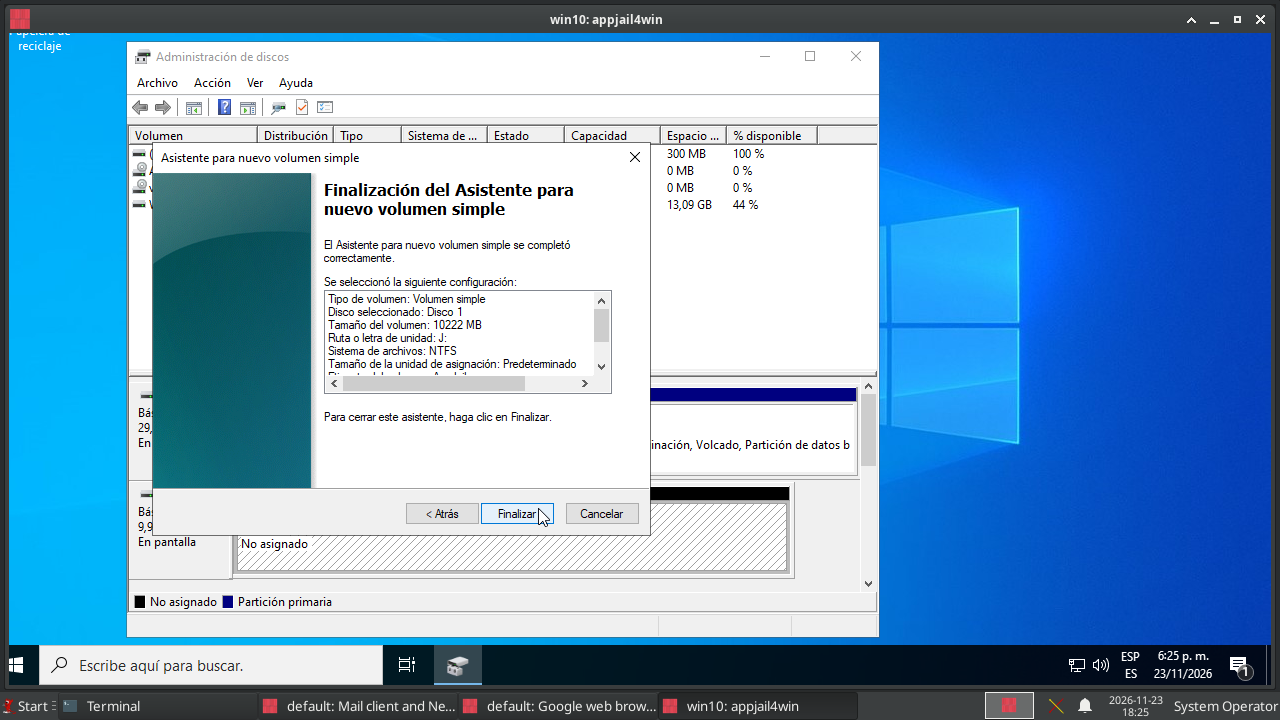 win10: appjail4win
reciclaje
Administración de discos
Archivo Acción Ver Ayuda
Volumen Distribución Tipo Sistema de ... Estado Capacidad Espacio ... % disponible
300 MB 100 %
0 MB 0 %
0 MB 0 %
13,09 GB 44 %
Asistente para nuevo volumen simple
Finalización del Asistente para
nuevo volumen simple
El Asistente para nuevo volumen simple se completó
correctamente.
Se seleccionó la siguiente configuración:
Tipo de volumen: Volumen simple
Disco seleccionado: Disco 1
Tamaño del volumen: 10222 MB
Ruta o letra de unidad: J:
Sistema de archivos: NTFS
Tamaño de la unidad de asignación: Predeterminado
Para cerrar este asistente, haga clic en Finalizar.
< Atrás Finalizar Cancelar
Bás
29,
En
inación, Volcado, Partición de datos b
Bás
9,9
En pantalla
No asignado
No asignado Partición primaria
Escribe aquí para buscar.
ESP
ES
6:25 p. m.
23/11/2026
1
Start
Terminal
default: Mail client and Ne...
default: Google web brow...
win10: appjail4win
2026-11-23
18:25
System Operator